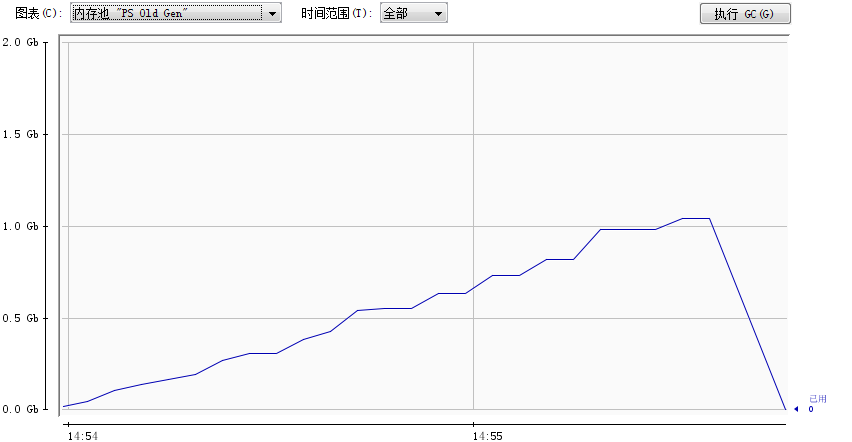 图表(C): 内存池 "PS Old Gen" 时间范围(T): 全部 执行 GC(G)
2.0 Gb
1.5 Gb
1.0 Gb
0.5 Gb
已用
0.0 Gb 0
14:54 14:55